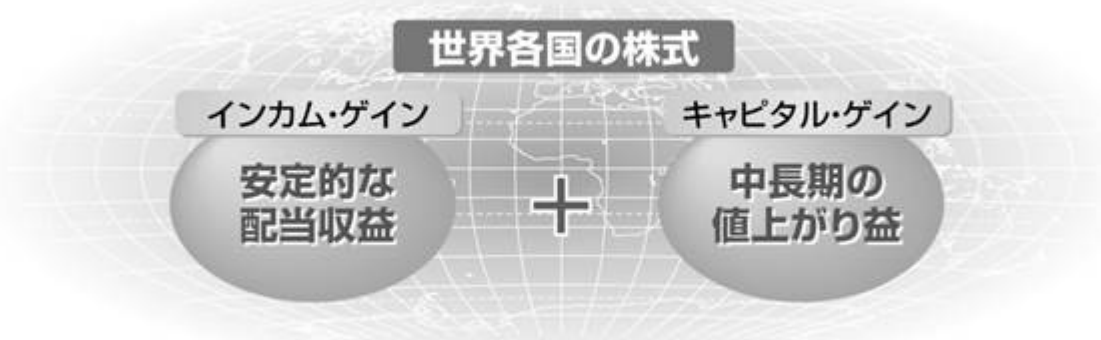 世界各国の株式
インカム・ゲイン
安定的な
配当収益
+
キャピタル・ゲイン
中長期の
値上がり益